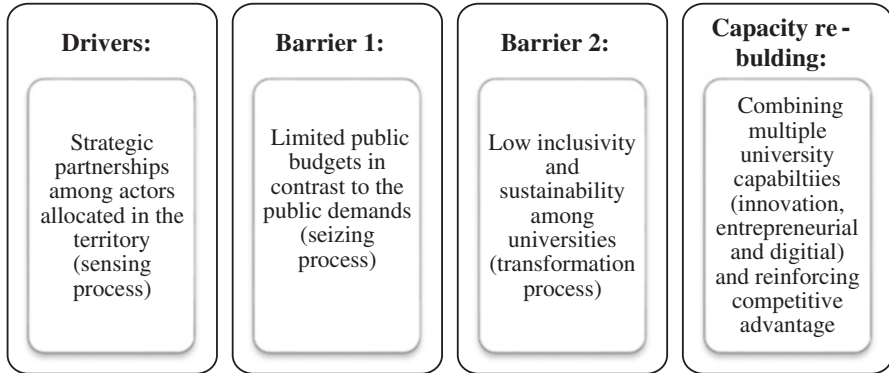 Drivers:
Strategic
partnerships
among actors
allocated in the
territory
(sensing
process)
Barrier 1:
Limited public
budgets in
contrast to the
public demands
(seizing
process)
Barrier 2:
Low inclusivity
and
sustainability
among
universities
(transformation
process)
Capacity re -
bulding:
Combining
multiple
university
capabiltiies
(innovation,
entrepreneurial
and digitial)
and reinforcing
competitive
advantage